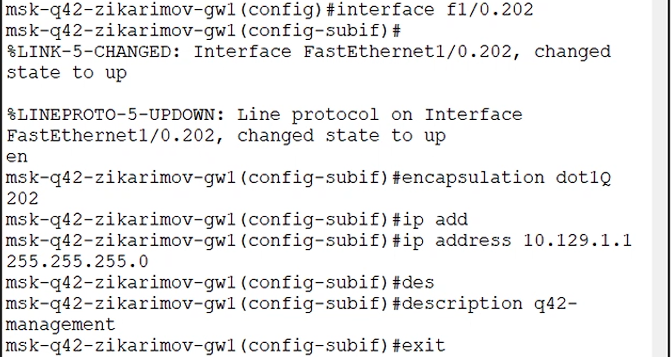 msk-q42-zikarimov-gw1(config)#interface f1/0.202
msk-q42-zikarimov-gw1(config-subif)#
%LINK-5-CHANGED: Interface FastEthernet1/0.202, changed
state to up

%LINEPROTO-5-UPDOWN: Line protocol on Interface
FastEthernet1/0.202, changed state to up
en
msk-q42-zikarimov-gw1(config-subif)#encapsulation dot1Q
202
msk-q42-zikarimov-gw1(config-subif)#ip add
msk-q42-zikarimov-gw1(config-subif)#ip address 10.129.1.1
255.255.255.0
msk-q42-zikarimov-gw1(config-subif)#des
msk-q42-zikarimov-gw1(config-subif)#description q42-
management
msk-q42-zikarimov-gw1(config-subif)#exit